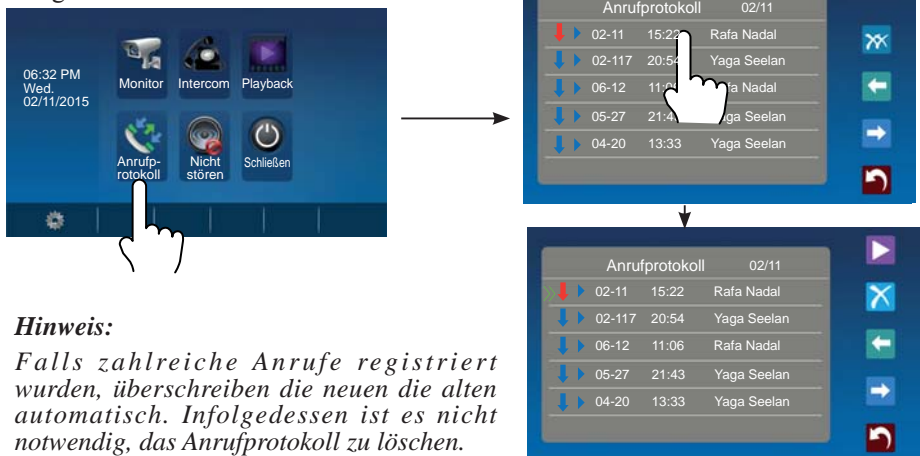 06:32 PM
Wed.
02/11/2015
Monitor Intercom Playback
Anrufp-
rotokoll
Nicht
stören
Schließen
Anrufprotokoll 02/11
02-11 15:22 Rafa Nadal
02-117 20:54 Yaga Seelan
06-12
05-27 Seelan
04-20 13:33 Yaga Seelan
Anrufprotokoll 02/11
02-11 15:22 Rafa Nadal
02-117 20:54 Yaga Seelan
06-12 11:06 Rafa Nadal
05-27 21:43 Yaga Seelan
04-20 13:33 Yaga Seelan
Hinweis:
Falls zahlreiche Anrufe registriert
wurden, überschreiben die neuen die alten
automatisch. Infolgedessen ist es nicht
notwendig, das Anrufprotokoll zu löschen.